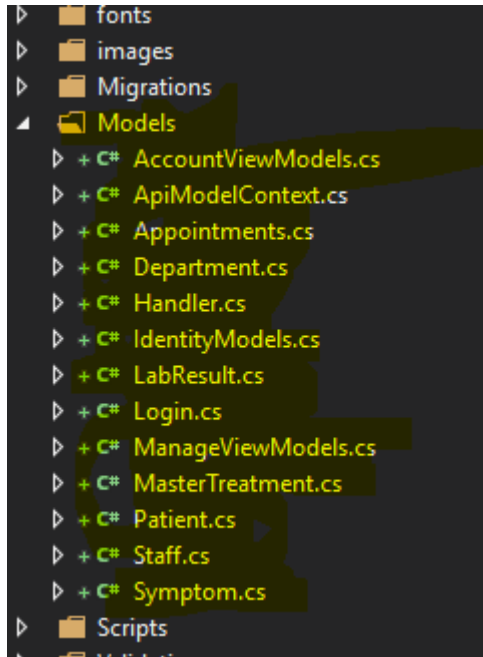 fonts
images
Migrations
Models
+ C# AccountViewModels.cs
+ C# ApiModelContext.cs
+ C# Appointments.cs
+ C# Department.cs
+ C# Handler.cs
+ C# IdentityModels.cs
+ C# LabResult.cs
+ C# Login.cs
+ C# ManageViewModels.cs
+ C# MasterTreatment.cs
+ C# Patient.cs
+ C# Staff.cs
+ C# Symptom.cs
Scripts